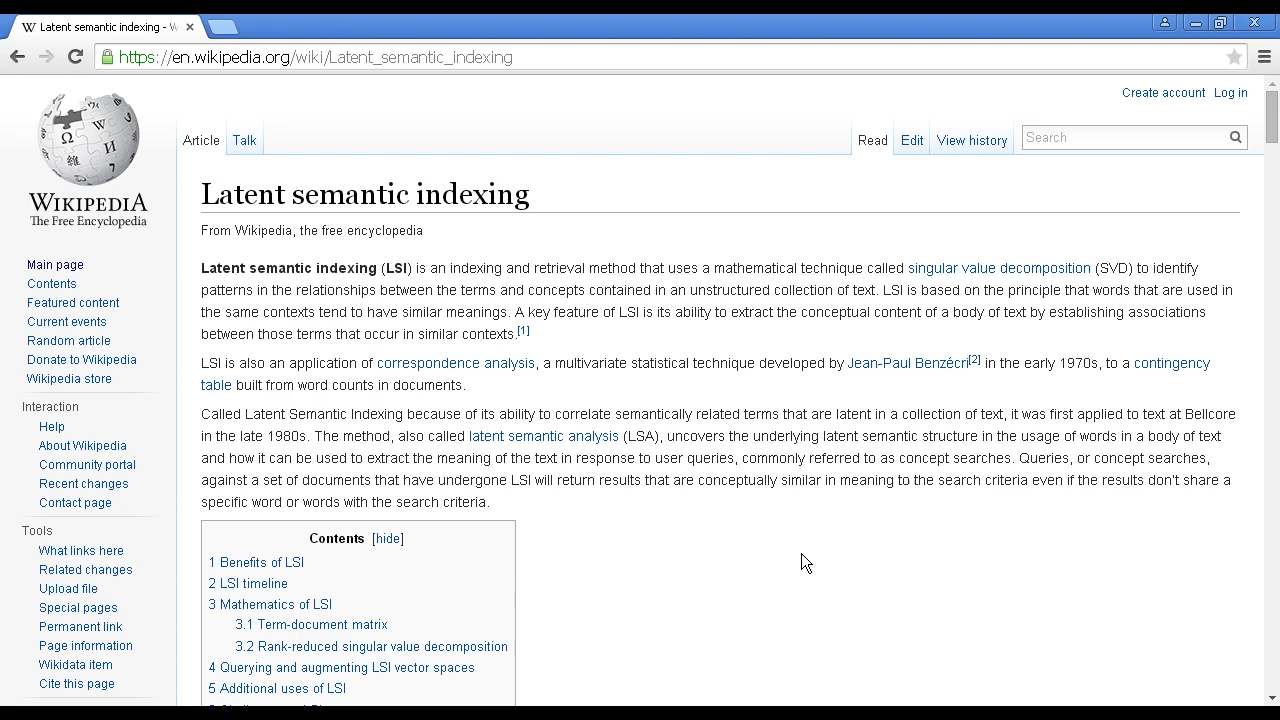 Latent semantic indexing - W
https://en.wikipedia.org/wiki/Latent_semantic_indexing
Create account Log in
Article Talk Read Edit View history Search
WIKIPEDIA
The Free Encyclopedia
Main page
Contents
Featured content
Current events
Random article
Donate to Wikipedia
Wikipedia store
Interaction
Help
About Wikipedia
Community portal
Recent changes
Contact page
Tools
What links here
Related changes
Upload file
Special pages
Permanent link
Page information
Wikidata item
Cite this page
Latent semantic indexing
From Wikipedia, the free encyclopedia
Latent semantic indexing (LSI) is an indexing and retrieval method that uses a mathematical technique called singular value decomposition (SVD) to identify
patterns in the relationships between the terms and concepts contained in an unstructured collection of text. LSI is based on the principle that words that are used in
the same contexts tend to have similar meanings. A key feature of LSI is its ability to extract the conceptual content of a body of text by establishing associations
between those terms that occur in similar contexts.[1]
LSI is also an application of correspondence analysis, a multivariate statistical technique developed by Jean-Paul Benzécri[2] in the early 1970s, to a contingency
table built from word counts in documents.
Called Latent Semantic Indexing because of its ability to correlate semantically related terms that are latent in a collection of text, it was first applied to text at Bellcore
in the late 1980s. The method, also called latent semantic analysis (LSA), uncovers the underlying latent semantic structure in the usage of words in a body of text
and how it can be used to extract the meaning of the text in response to user queries, commonly referred to as concept searches. Queries, or concept searches,
against a set of documents that have undergone LSI will return results that are conceptually similar in meaning to the search criteria even if the results don't share a
specific word or words with the search criteria.
Contents [hide]
1 Benefits of LSI
2 LSI timeline
3 Mathematics of LSI
3.1 Term-document matrix
3.2 Rank-reduced singular value decomposition
4 Querying and augmenting LSI vector spaces
5 Additional uses of LSI